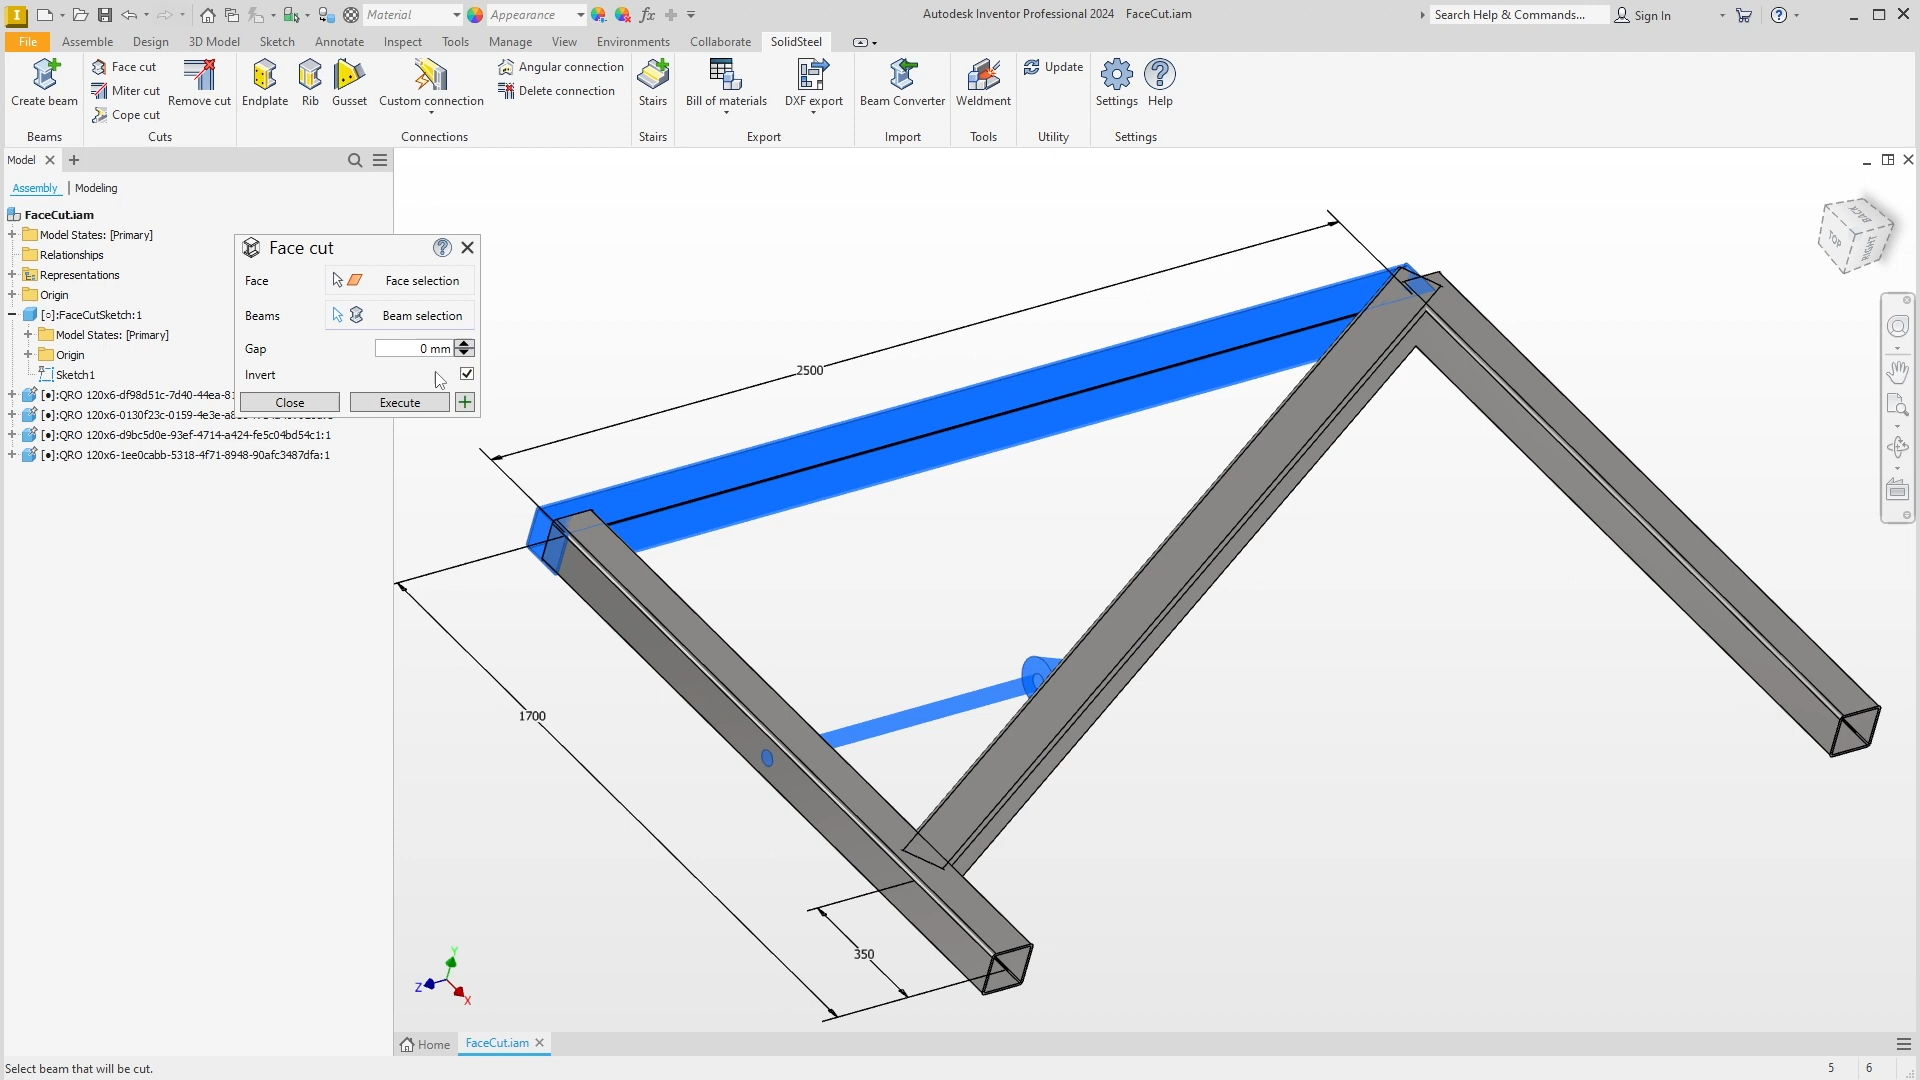 Material
Appearance
fx
Autodesk Inventor Professional 2024 FaceCut.iam
Search Help & Commands...
Sign In
File Assemble Design 3D Model Sketch Annotate Inspect Tools Manage View Environments Collaborate SolidSteel
Create beam
Face cut
Miter cut
Cope cut
Remove cut
Endplate
Rib
Gusset
Custom connection
Angular connection
Delete connection
Stairs
Bill of materials
DXF export
Beam Converter
Weldment
Update
Settings
Help
Beams
Cuts
Connections
Stairs
Export
Import
Tools
Utility
Settings
Model
Assembly | Modeling
FaceCut.iam
Model States: [Primary]
Relationships
Representations
Origin
[○]:FaceCutSketch:1
Model States: [Primary]
Origin
Sketch1
[●]:QRO 120x6-df98d51c-7d40-44ea-81
[●]:QRO 120x6-0130f23c-0159-4e3e-a8
[●]:QRO 120x6-d9bc5d0e-93ef-4714-a424-fe5c04bd54c1:1
[●]:QRO 120x6-1ee0cabb-5318-4f71-8948-90afc3487dfa:1
Face cut
Face
Face selection
Beams
Beam selection
Gap
0 mm
Invert
Close
Execute
2500
1700
350
TOP
BACK
RIGHT
Y
Z
X
Home
FaceCut.iam
Select beam that will be cut.
5
6